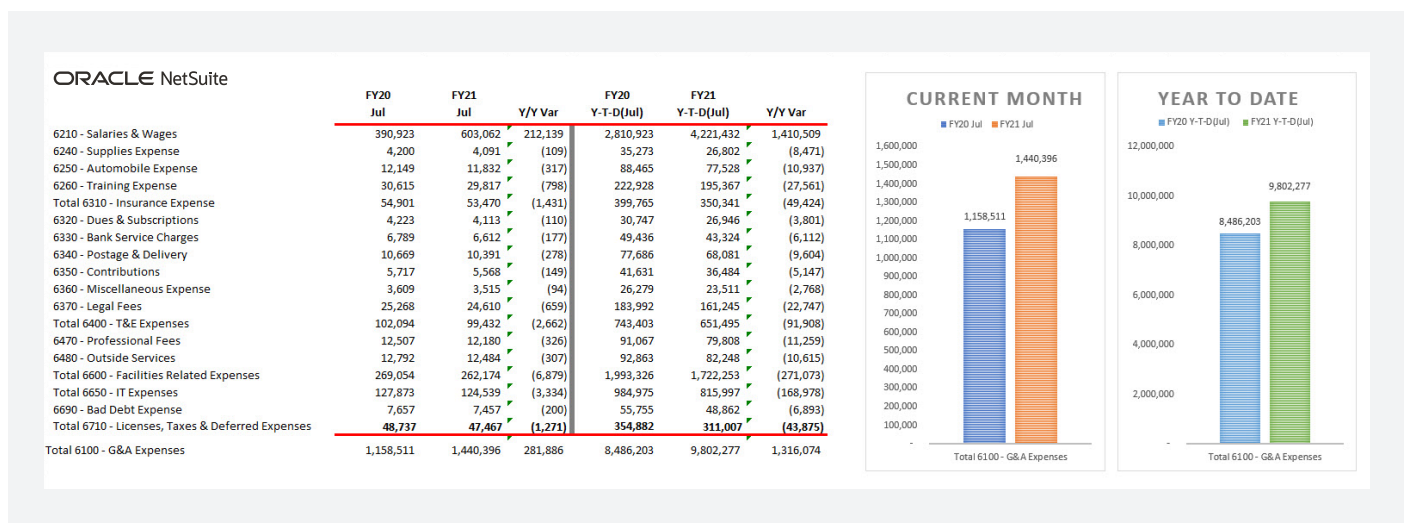 ORACLE NetSuite
FY20 FY21 FY20 FY21
Jul Jul Y/Y Var Y-T-D(Jul) Y-T-D(Jul) Y/Y Var
6210 - Salaries & Wages 390,923 603,062 212,139 2,810,923 4,221,432 1,410,509
6240 - Supplies Expense 4,200 4,091 (109) 35,273 26,802 (8,471)
6250 - Automobile Expense 12,149 11,832 (317) 88,465 77,528 (10,937)
6260 - Training Expense 30,615 29,817 (798) 222,928 195,367 (27,561)
Total 6310 - Insurance Expense 54,901 53,470 (1,431) 399,765 350,341 (49,424)
6320 - Dues & Subscriptions 4,223 4,113 (110) 30,747 26,946 (3,801)
6330 - Bank Service Charges 6,789 6,612 (177) 49,436 43,324 (6,112)
6340 - Postage & Delivery 10,669 10,391 (278) 77,686 68,081 (9,604)
6350 - Contributions 5,717 5,568 (149) 41,631 36,484 (5,147)
6360 - Miscellaneous Expense 3,609 3,515 (94) 26,279 23,511 (2,768)
6370 - Legal Fees 25,268 24,610 (659) 183,992 161,245 (22,747)
Total 6400 - T&E Expenses 102,094 99,432 (2,662) 743,403 651,495 (91,908)
6470 - Professional Fees 12,507 12,180 (326) 91,067 79,808 (11,259)
6480 - Outside Services 12,792 12,484 (307) 92,863 82,248 (10,615)
Total 6600 - Facilities Related Expenses 269,054 262,174 (6,879) 1,993,326 1,722,253 (271,073)
Total 6650 - IT Expenses 127,873 124,539 (3,334) 984,975 815,997 (168,978)
6690 - Bad Debt Expense 7,657 7,457 (200) 55,755 48,862 (6,893)
Total 6710 - Licenses, Taxes & Deferred Expenses 48,737 47,467 (1,271) 354,882 311,007 (43,875)
Total 6100 - G&A Expenses 1,158,511 1,440,396 281,886 8,486,203 9,802,277 1,316,074
CURRENT MONTH
FY20 Jul FY21 Jul
1,600,000
1,500,000
1,400,000
1,300,000
1,200,000
1,100,000
1,000,000
900,000
800,000
700,000
600,000
500,000
400,000
300,000
200,000
100,000
-
1,158,511
1,440,396
Total 6100 - G&A Expenses
YEAR TO DATE
FY20 Y-T-D(Jul) FY21 Y-T-D(Jul)
12,000,000
10,000,000
8,000,000
6,000,000
4,000,000
2,000,000
-
8,486,203
9,802,277
Total 6100 - G&A Expenses